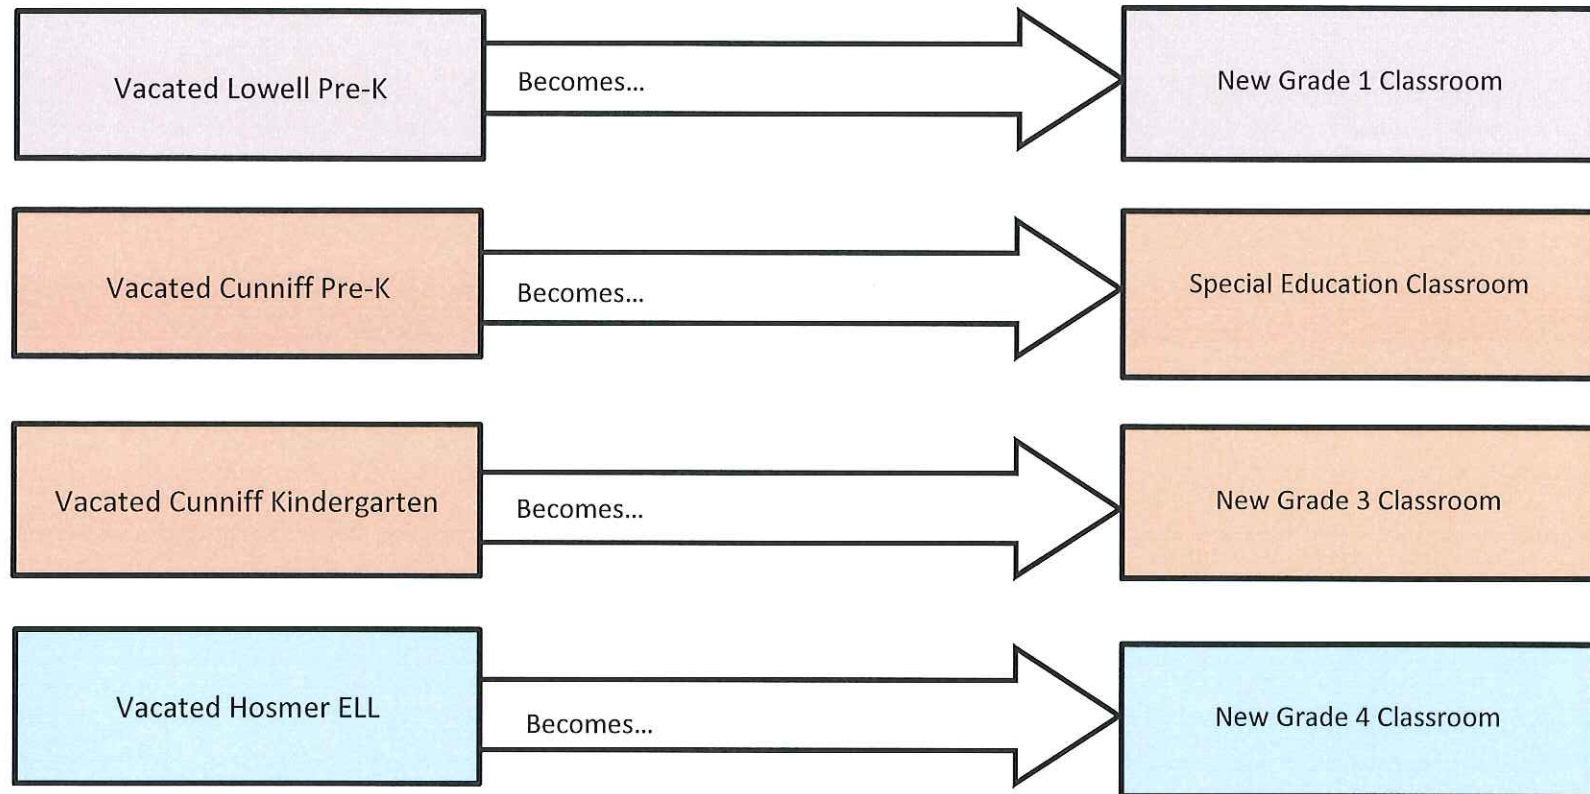 Vacated Lowell Pre-K
Becomes...
New Grade 1 Classroom
Vacated Cunniff Pre-K
Becomes...
Special Education Classroom
Vacated Cunniff Kindergarten
Becomes...
New Grade 3 Classroom
Vacated Hosmer ELL
Becomes...
New Grade 4 Classroom